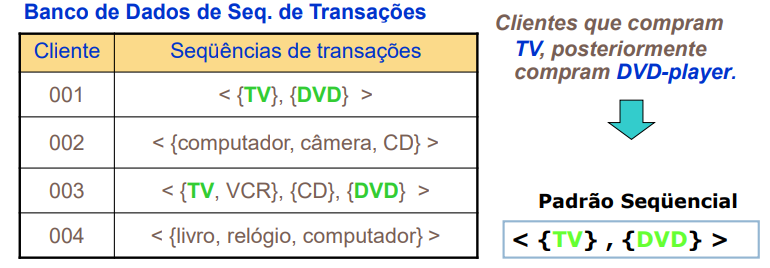 Banco de Dados de Seq. de Transações
Cliente Seqüências de transações
001 < {TV}, {DVD} >
002 < {computador, câmera, CD} >
003 < {TV, VCR}, {CD}, {DVD} >
004 < {livro, relógio, computador} >
Clientes que compram
TV, posteriormente
compram DVD-player.
Padrão Seqüencial
< {TV} , {DVD} >